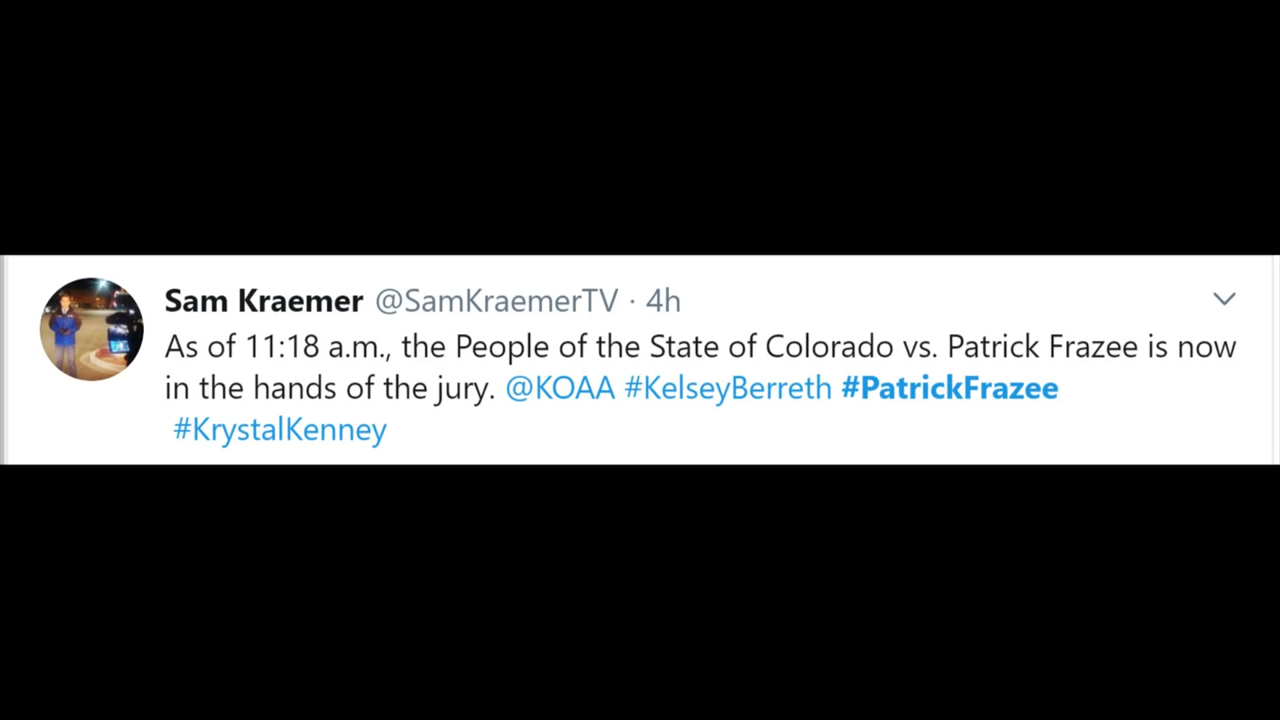 Sam Kraemer @SamKraemerTV · 4h
As of 11:18 a.m., the People of the State of Colorado vs. Patrick Frazee is now
in the hands of the jury. @KOAA #KelseyBerreth #PatrickFrazee
#KrystalKenney